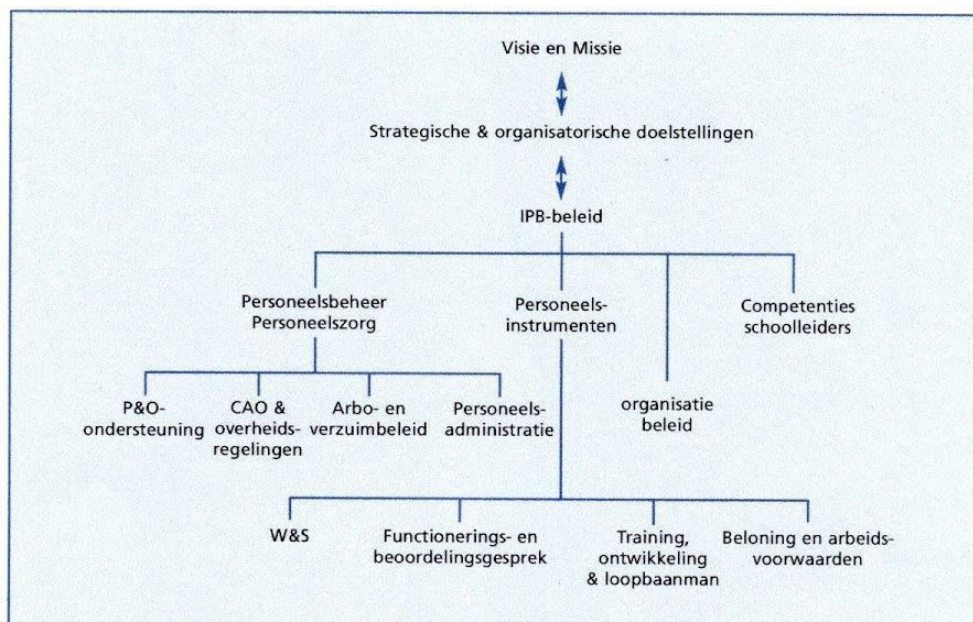 Visie en Missie
Strategische & organisatorische doelstellingen
IPB-beleid
Personeelsbeheer
Personeelszorg
Personeels-
instrumenten
Competenties
schoolleiders
P&O-
ondersteuning
CAO &
overheids-
regelingen
Arbo- en
verzuimbeleid
Personeels-
administratie
organisatie
beleid
W&S
Functionerings- en
beoordelingsgesprek
Training,
ontwikkeling
& loopbaanman
Beloning en arbeids-
voorwaarden